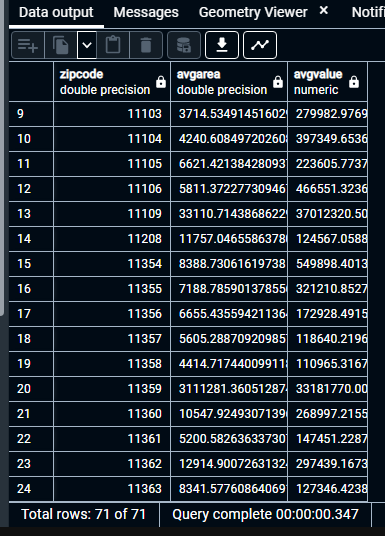 Data output Messages Geometry Viewer × Notifi
zipcode avgarea avgvalue
double precision double precision numeric
9 11103 3714.53491451602 279982.9769
10 11104 4240.60849720260 397349.6536
11 11105 6621.42138428093 223605.7737
12 11106 5811.37227730946 466551.3236
13 11109 33110.7143868622 37012320.50
14 11208 11757.0465586378 124567.0588
15 11354 8388.73061619738 549898.4013
16 11355 7188.78590137855 321210.8527
17 11356 6655.43559421136 172928.4915
18 11357 5605.28870920985 118640.2196
19 11358 4414.71744009911 110965.3167
20 11359 3111281.36051287 33181770.00
21 11360 10547.9249307139 268997.2155
22 11361 5200.58263633730 147451.2287
23 11362 12914.9007263132 297439.1673
24 11363 8341.57760864069 127346.4238
Total rows: 71 of 71 Query complete 00:00:00.347